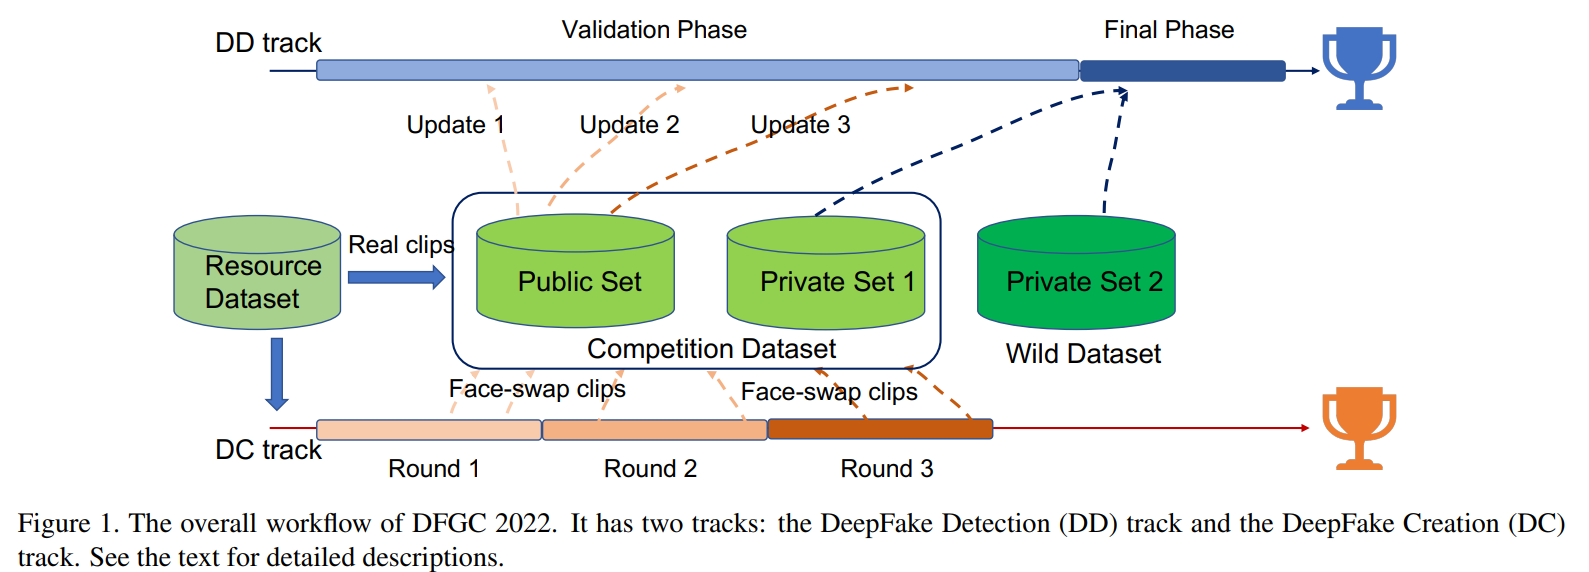 Validation Phase
Final Phase
DD track
Update 1
Update 2
Update 3
Real clips
Resource
Dataset
Public Set
Private Set 1
Private Set 2
Competition Dataset
Wild Dataset
Face-swap clips
Face-swap clips
DC track
Round 1
Round 2
Round 3
Figure 1. The overall workflow of DFGC 2022. It has two tracks: the DeepFake Detection (DD) track and the DeepFake Creation (DC)
track. See the text for detailed descriptions.